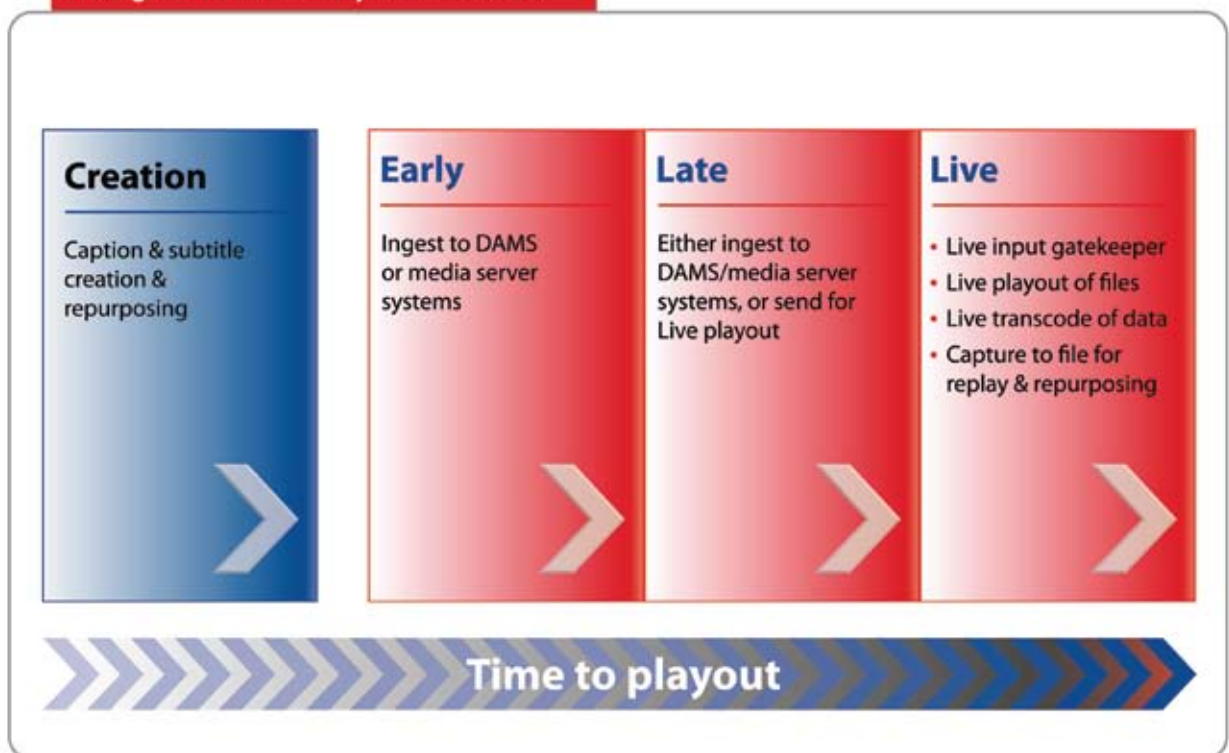 Creation
Caption & subtitle
creation &
repurposing
Early
Ingest to DAMS
or media server
systems
Late
Either ingest to
DAMS/media server
systems, or send for
Live playout
Live
• Live input gatekeeper
• Live playout of files
• Live transcode of data
• Capture to file for
replay & repurposing
Time to playout